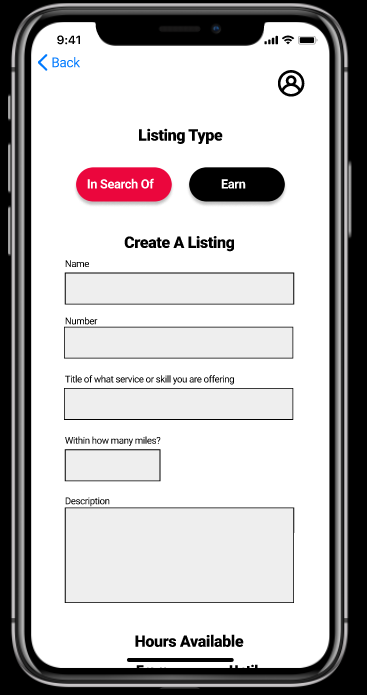 9:41
Back
Listing Type
In Search Of Earn
Create A Listing
Name
Number
Title of what service or skill you are offering
Within how many miles?
Description
Hours Available